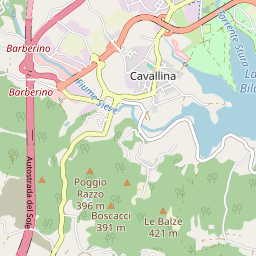 Barberino
Cavallina
Torrente Stura
La
Bila
Barberino
Fiume Sieve
Autostrada del Sole
Poggio
Razzo
396 m
Boscacci
391 m
Le Balze
421 m